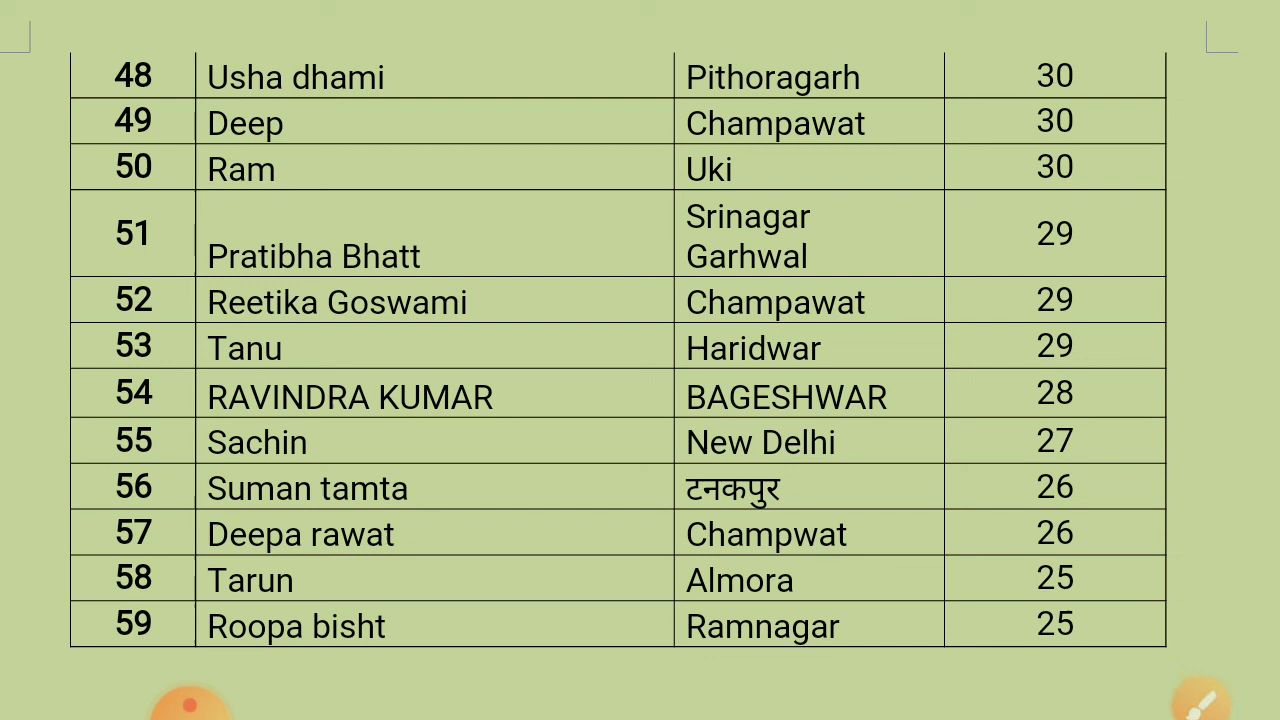 48 Usha dhami Pithoragarh 30
49 Deep Champawat 30
50 Ram Uki 30
51 Pratibha Bhatt Srinagar Garhwal 29
52 Reetika Goswami Champawat 29
53 Tanu Haridwar 29
54 RAVINDRA KUMAR BAGESHWAR 28
55 Sachin New Delhi 27
56 Suman tamta टनकपुर 26
57 Deepa rawat Champwat 26
58 Tarun Almora 25
59 Roopa bisht Ramnagar 25